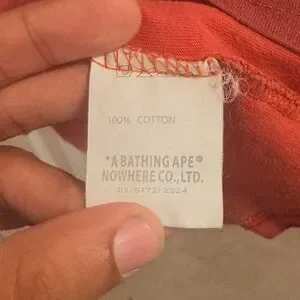 100% COTTON
*A BATHING APE®
NOWHERE CO.,LTD.